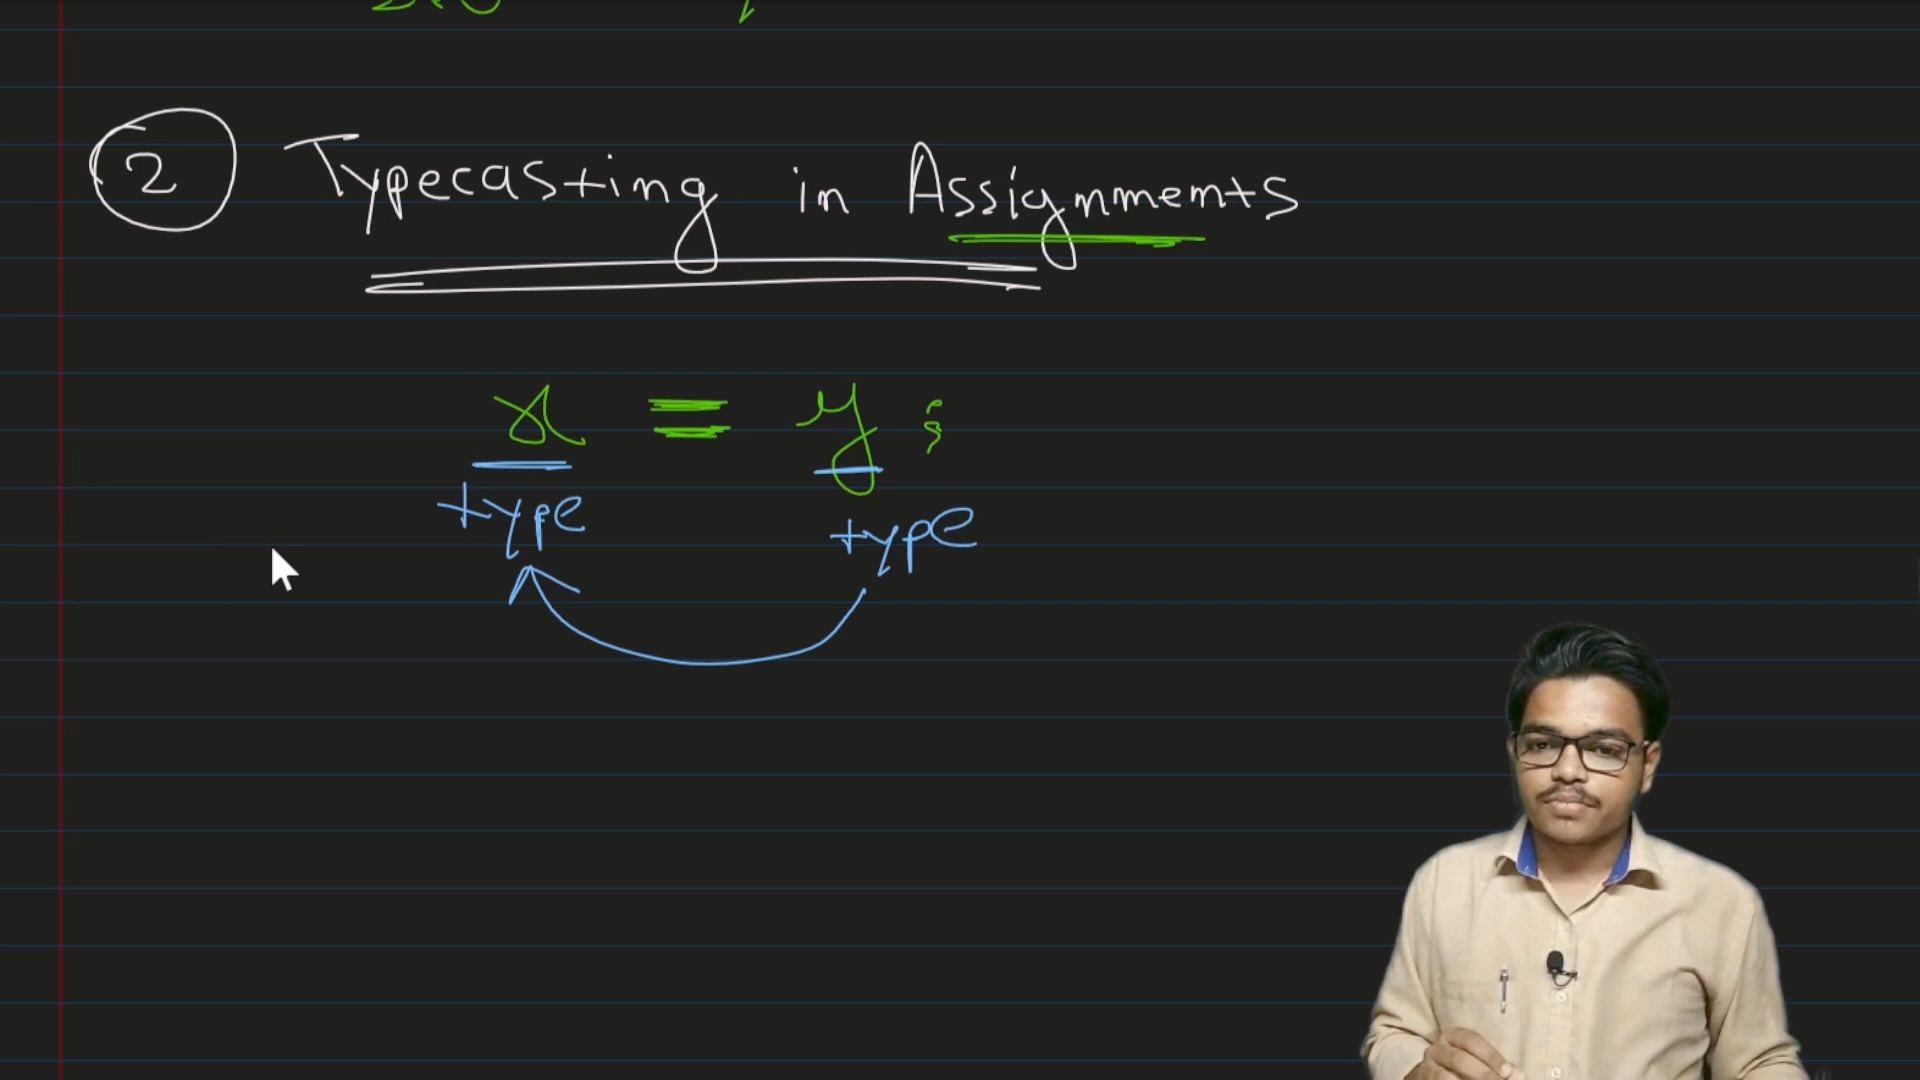 2 Typecasting in Assignments
x = y ;
type type